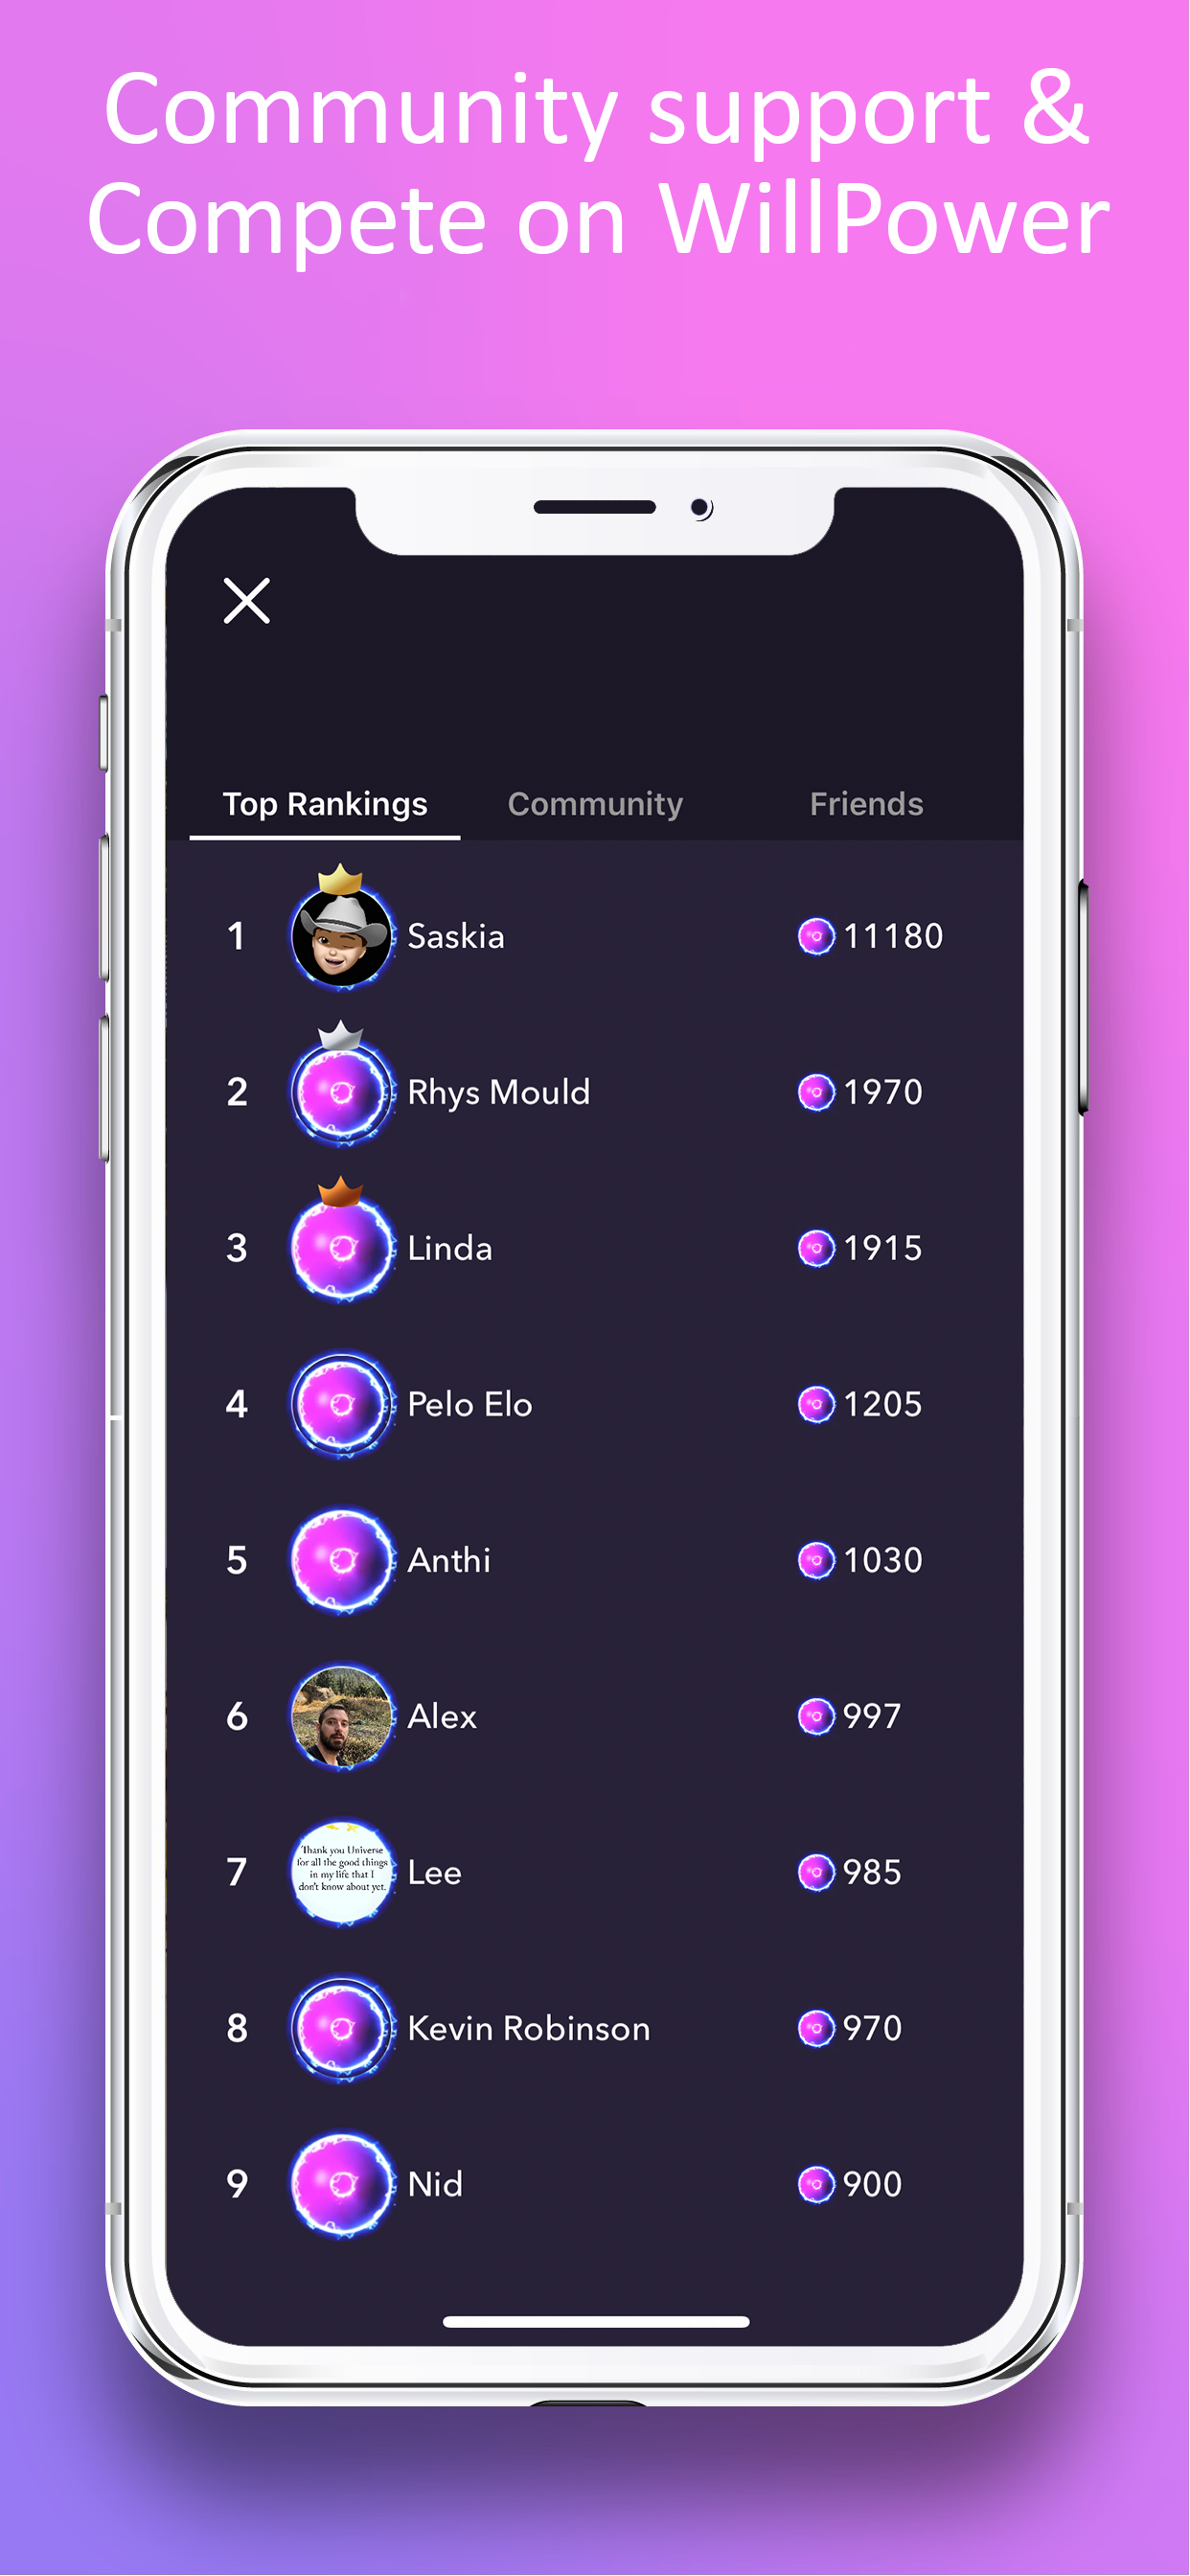 Community support &
Compete on WillPower
Top Rankings Community Friends
1 Saskia 11180
2 Rhys Mould 1970
3 Linda 1915
4 Pelo Elo 1205
5 Anthi 1030
6 Alex 997
Thank you Universe
for all the good things
in my life that I
don't know about yet.
7 Lee 985
8 Kevin Robinson 970
9 Nid 900